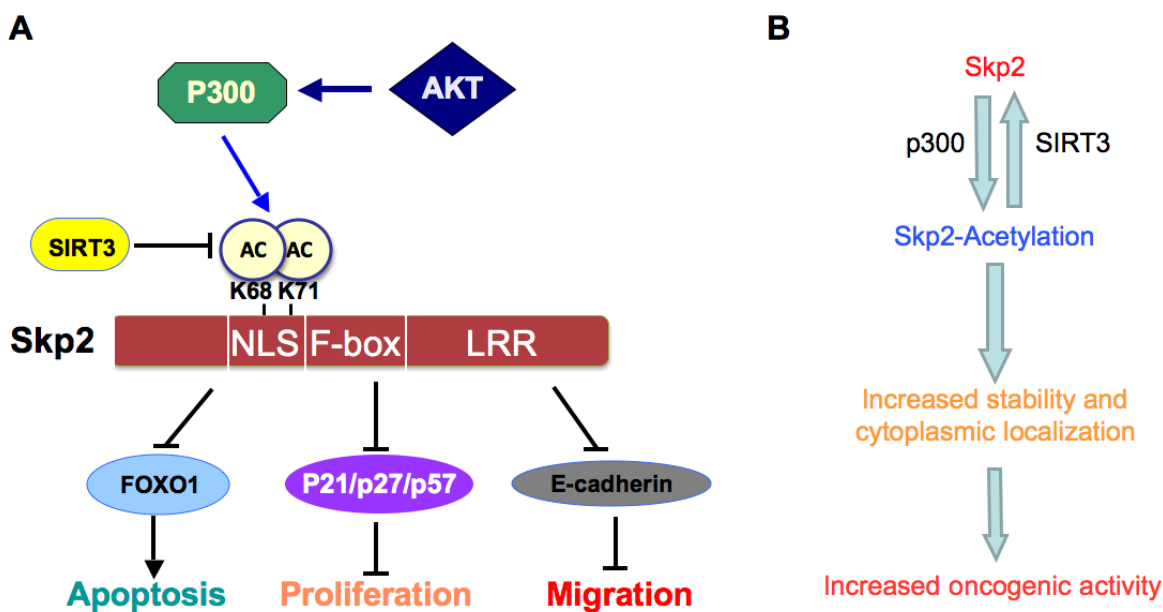 A
P300
AKT
SIRT3
AC
AC
K68
K71
Skp2
NLS
F-box
LRR
FOXO1
P21/p27/p57
E-cadherin
Apoptosis
Proliferation
Migration
B
Skp2
p300
SIRT3
Skp2-Acetylation
Increased stability and
cytoplasmic localization
Increased oncogenic activity